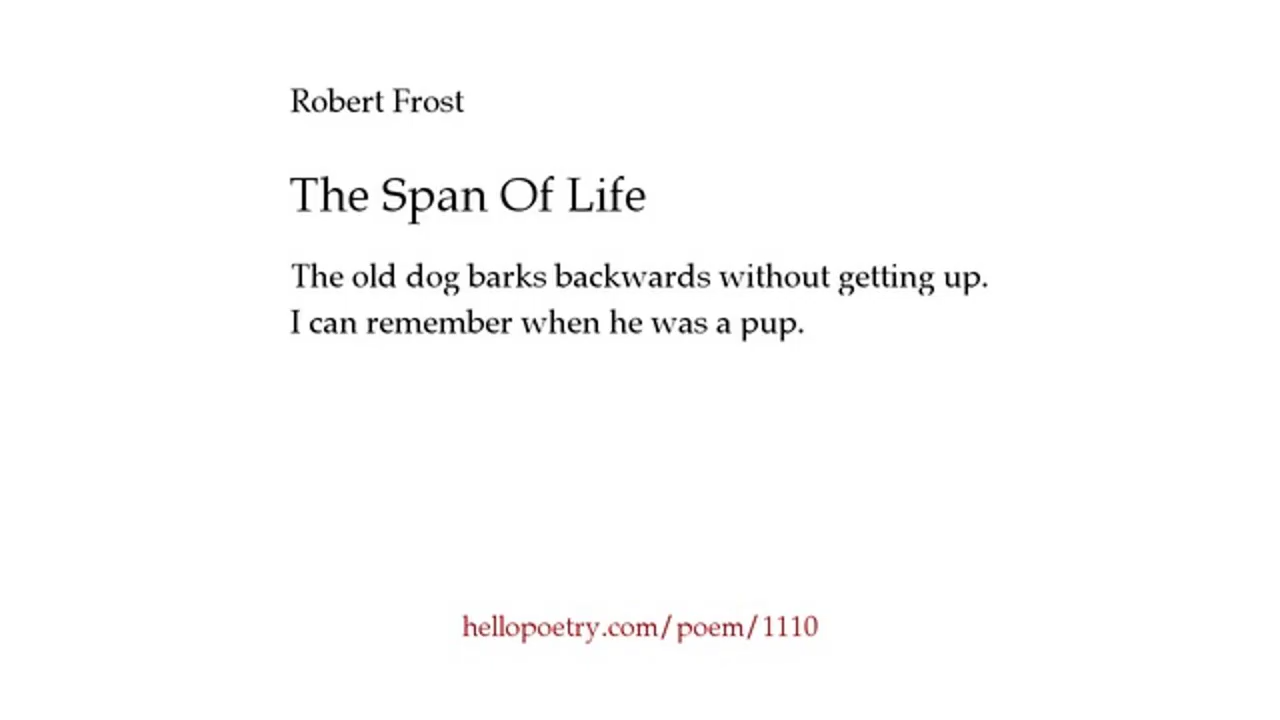 Robert Frost
The Span Of Life
The old dog barks backwards without getting up.
I can remember when he was a pup.
hellopoetry.com/poem/1110